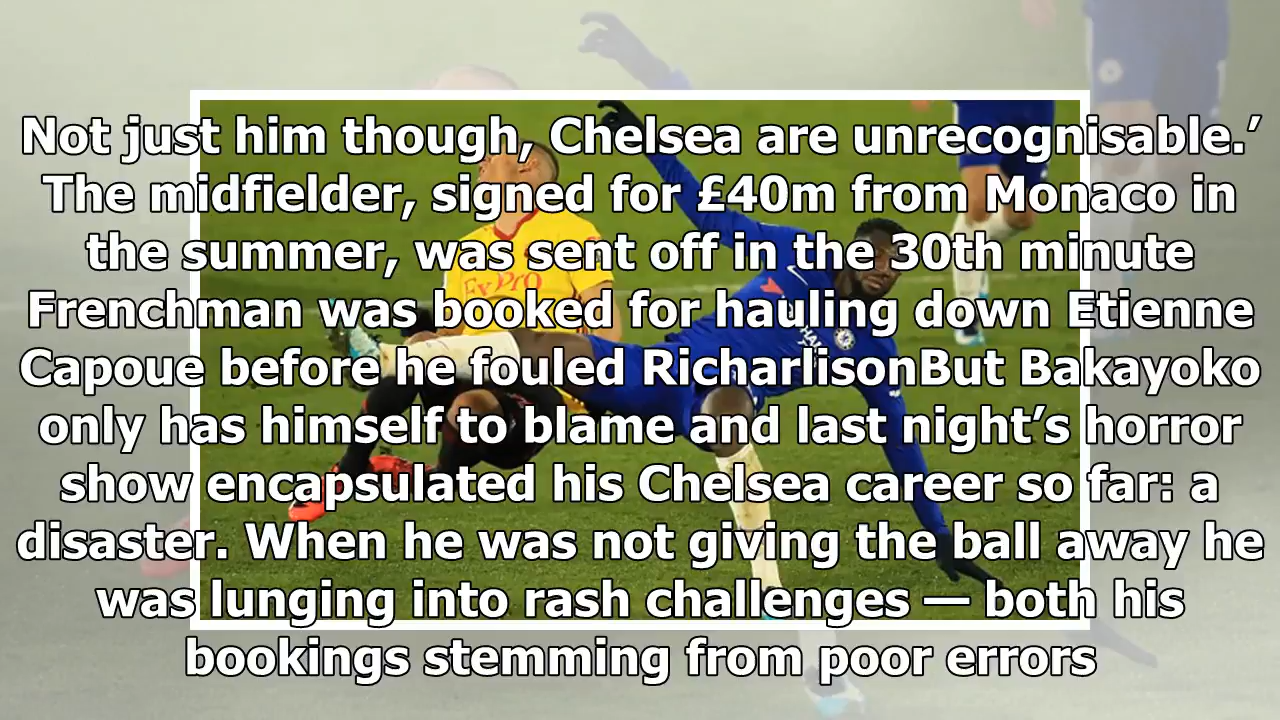 Not just him though, Chelsea are unrecognisable.’
The midfielder, signed for £40m from Monaco in
the summer, was sent off in the 30th minute
Frenchman was booked for hauling down Etienne
Capoue before he fouled RicharlisonBut Bakayoko
only has himself to blame and last night’s horror
show encapsulated his Chelsea career so far: a
disaster. When he was not giving the ball away he
was lunging into rash challenges — both his
bookings stemming from poor errors
FxPro